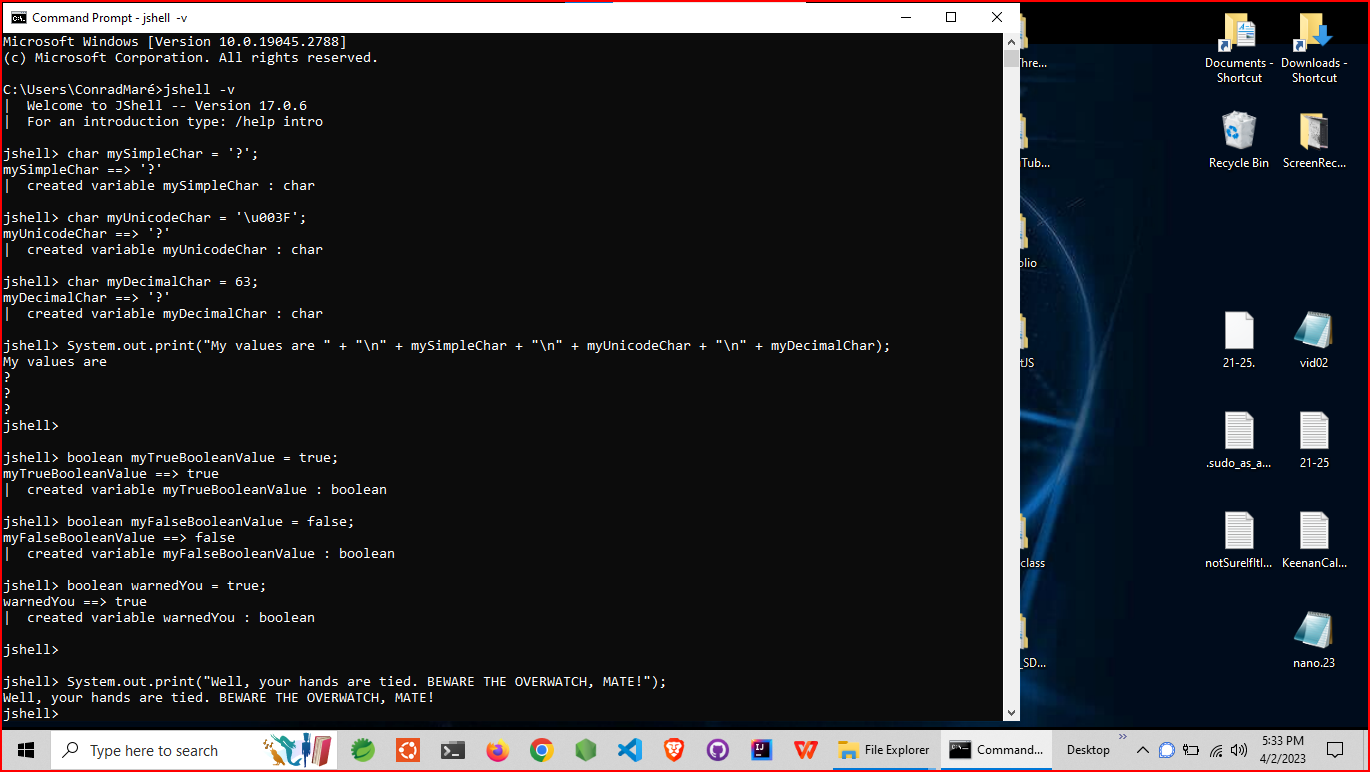 Command Prompt - jshell -v
Microsoft Windows [Version 10.0.19045.2788]
(c) Microsoft Corporation. All rights reserved.
C:\Users\ConradMaré>jshell -v
|  Welcome to JShell -- Version 17.0.6
|  For an introduction type: /help intro
jshell> char mySimpleChar = '?';
mySimpleChar ==> '?'
|  created variable mySimpleChar : char
jshell> char myUnicodeChar = '\u003F';
myUnicodeChar ==> '?'
|  created variable myUnicodeChar : char
jshell> char myDecimalChar = 63;
myDecimalChar ==> '?'
|  created variable myDecimalChar : char
jshell> System.out.print("My values are " + "\n" + mySimpleChar + "\n" + myUnicodeChar + "\n" + myDecimalChar);
My values are
?
?
?
jshell>
jshell> boolean myTrueBooleanValue = true;
myTrueBooleanValue ==> true
|  created variable myTrueBooleanValue : boolean
jshell> boolean myFalseBooleanValue = false;
myFalseBooleanValue ==> false
|  created variable myFalseBooleanValue : boolean
jshell> boolean warnedYou = true;
warnedYou ==> true
|  created variable warnedYou : boolean
jshell>
jshell> System.out.print("Well, your hands are tied. BEWARE THE OVERWATCH, MATE!");
Well, your hands are tied. BEWARE THE OVERWATCH, MATE!
jshell>
Documents -
Shortcut
Downloads -
Shortcut
Recycle Bin
ScreenRec...
21-25.
vid02
.sudo_as_a...
21-25
KeenanCal...
nano.23
Type here to search
File Explorer
Command...
Desktop
5:33 PM
4/2/2023